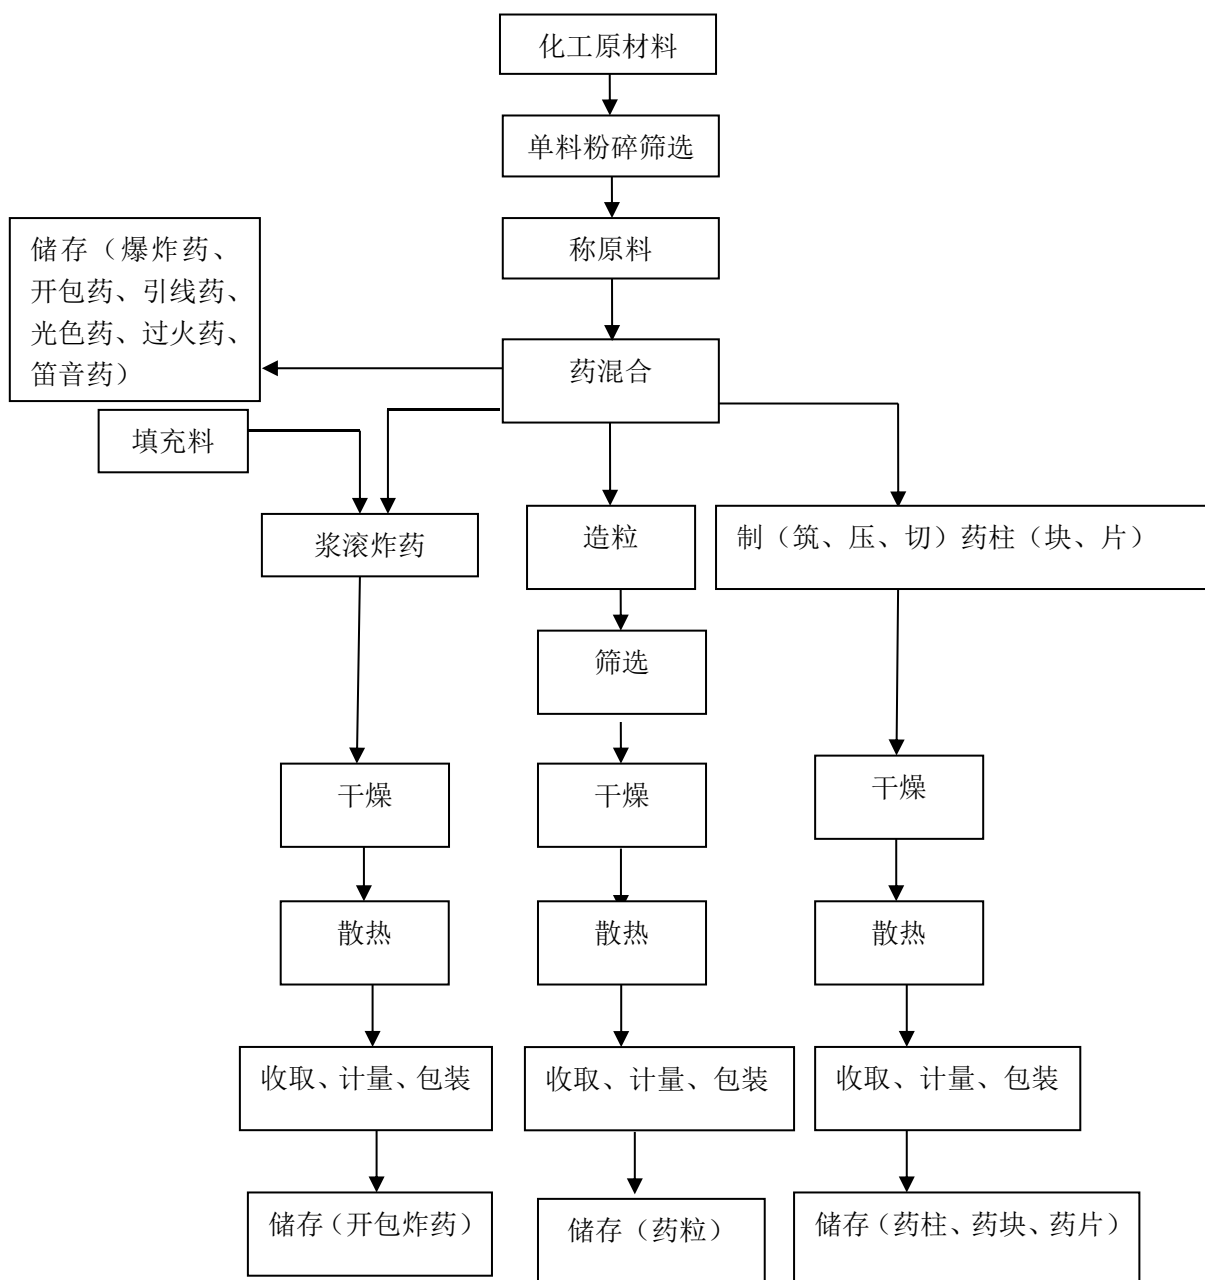 化工原材料
单料粉碎筛选
称原料
储存（爆炸药、
开包药、引线药、
光色药、过火药、
笛音药）
药混合
填充料
浆滚炸药
造粒
制（筑、压、切）药柱（块、片）
筛选
干燥
干燥
干燥
散热
散热
散热
收取、计量、包装
收取、计量、包装
收取、计量、包装
储存（开包炸药）
储存（药粒）
储存（药柱、药块、药片）